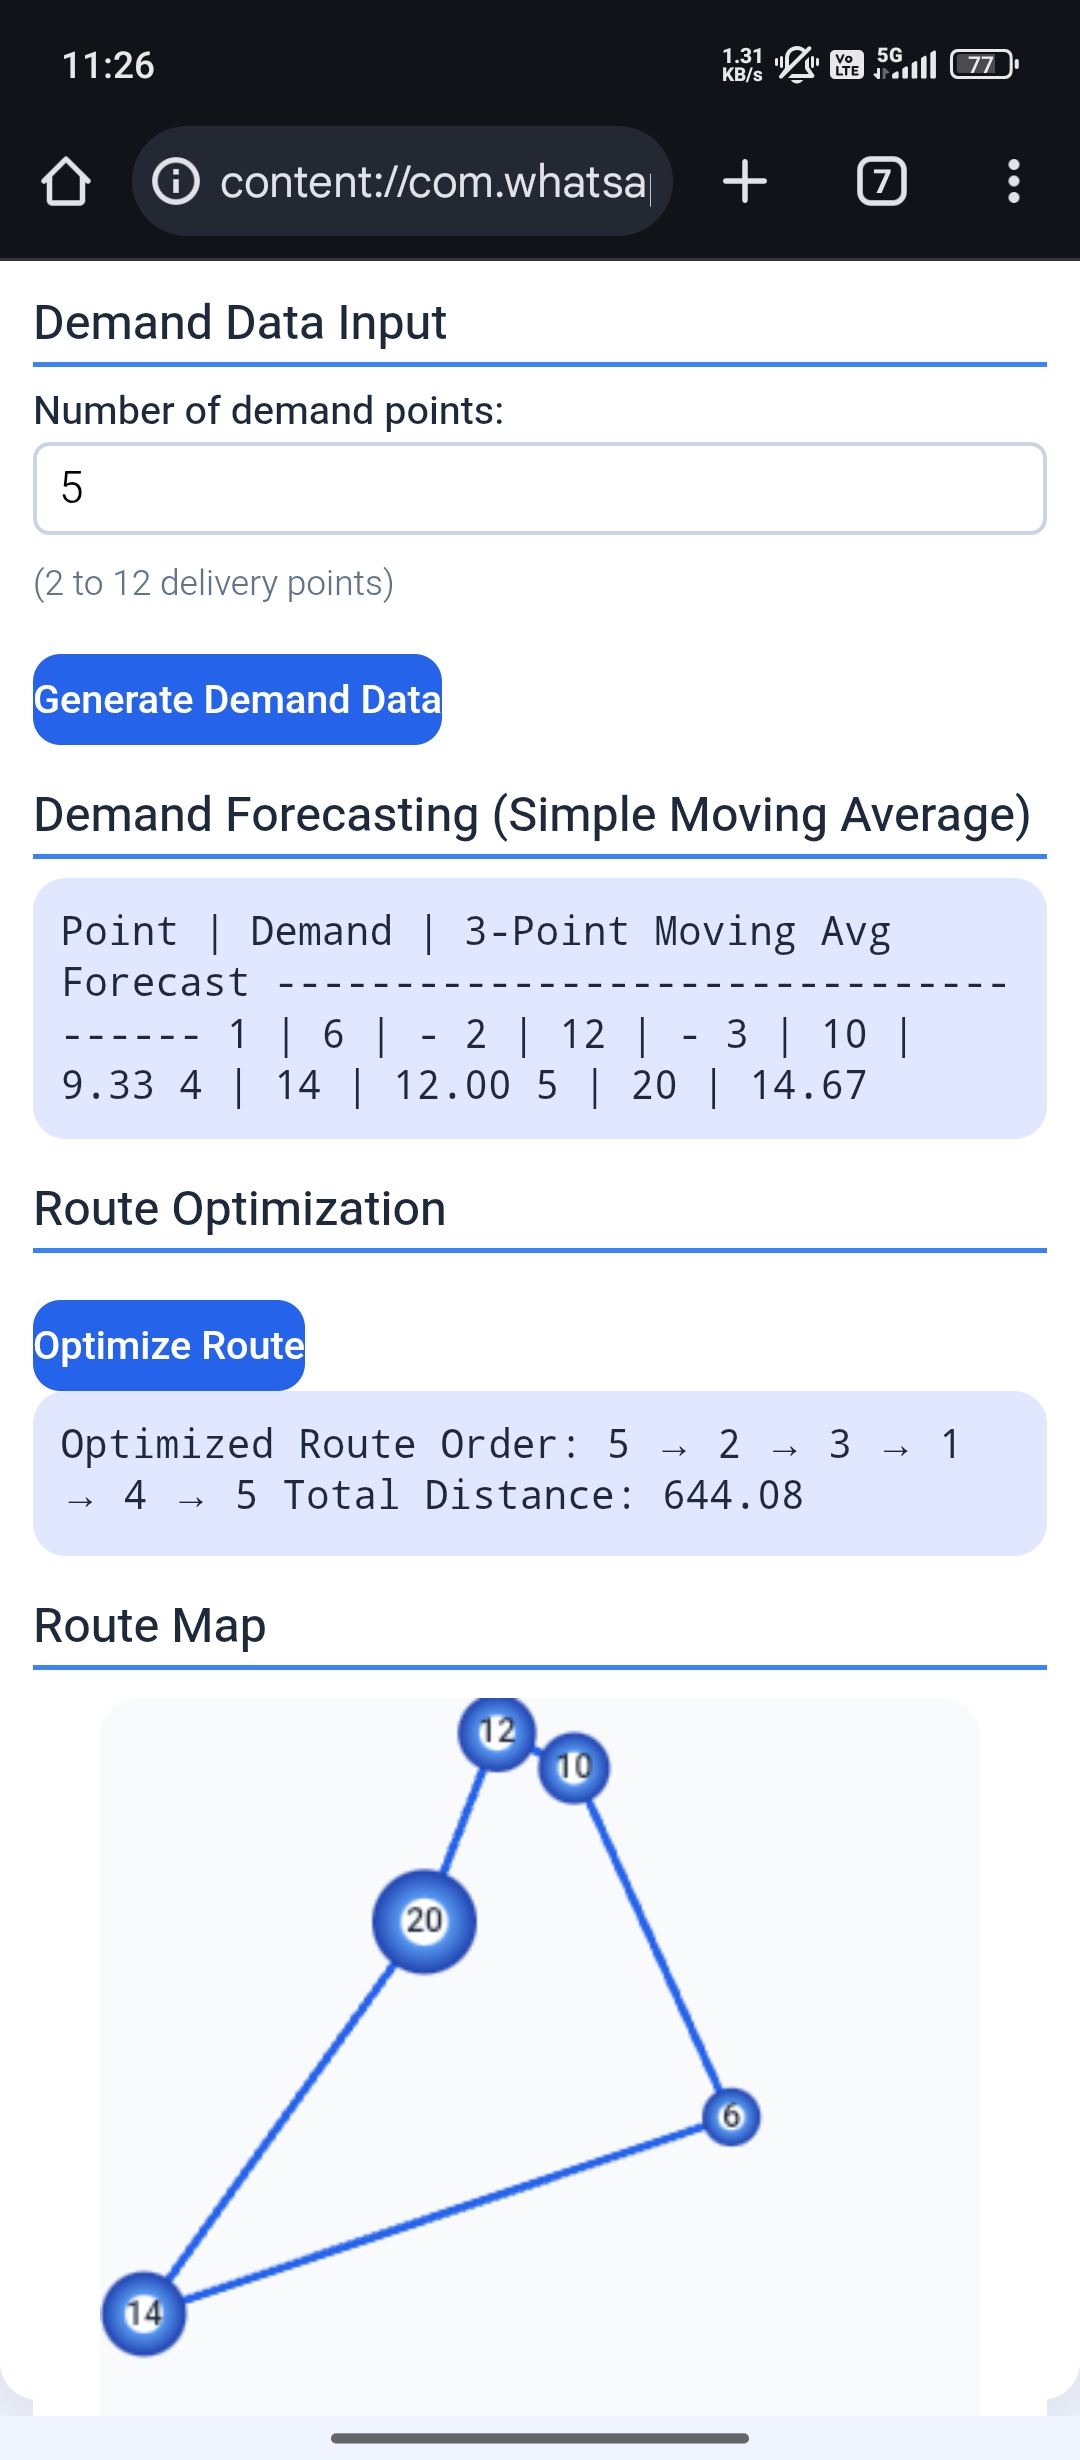 11:26
1.31 KB/s
Vo LTE
5G
77
content://com.whatsa
7
Demand Data Input
Number of demand points:
5
(2 to 12 delivery points)
Generate Demand Data
Demand Forecasting (Simple Moving Average)
Point | Demand | 3-Point Moving Avg
Forecast -------------------------------
------ 1 | 6 | - 2 | 12 | - 3 | 10 |
9.33 4 | 14 | 12.00 5 | 20 | 14.67
Route Optimization
Optimize Route
Optimized Route Order: 5 → 2 → 3 → 1
→ 4 → 5 Total Distance: 644.08
Route Map
12
10
20
6
14